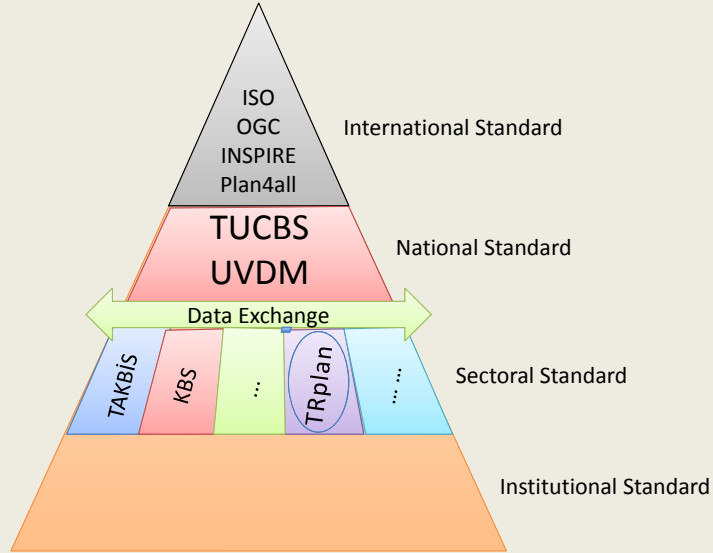 ISO
OGC
INSPIRE
Plan4all
International Standard
TUCBS
UVDM
National Standard
Data Exchange
TAKBİS
KBS
...
TRplan
... ...
Sectoral Standard
Institutional Standard